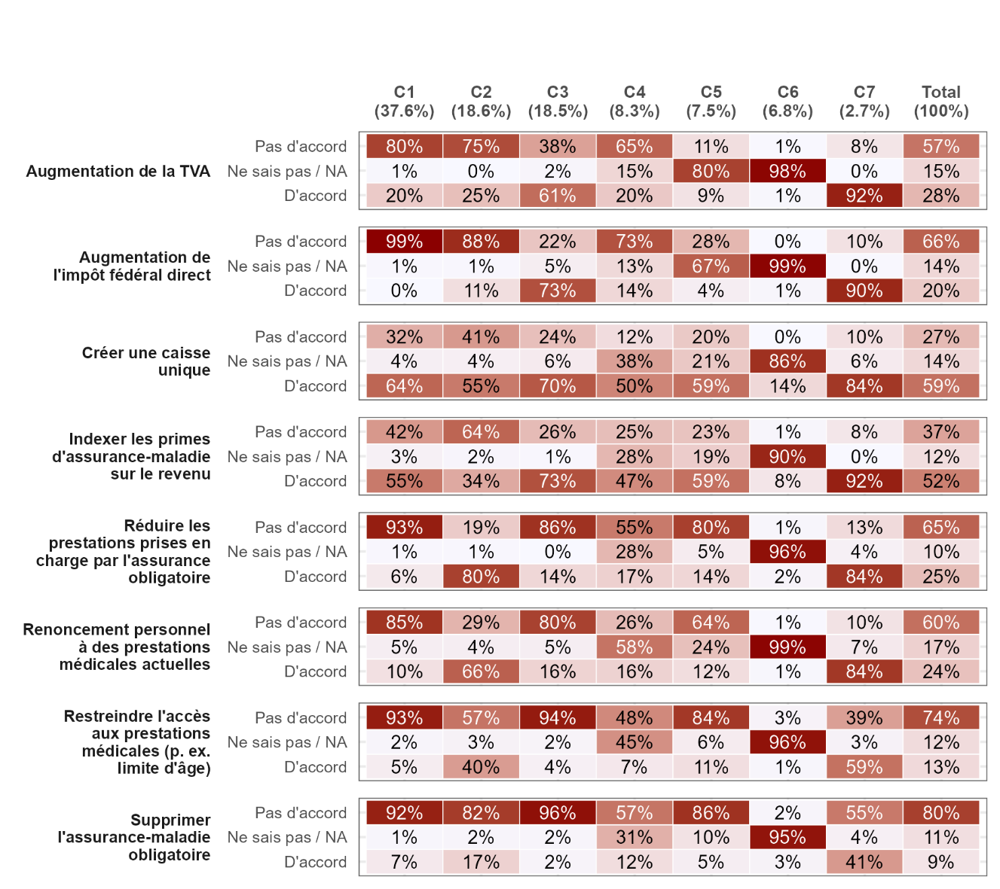 C1 C2 C3 C4 C5 C6 C7 Total
(37.6%) (18.6%) (18.5%) (8.3%) (7.5%) (6.8%) (2.7%) (100%)
Augmentation de la TVA
Pas d'accord 80% 75% 38% 65% 11% 1% 8% 57%
Ne sais pas / NA 1% 0% 2% 15% 80% 98% 0% 15%
D'accord 20% 25% 61% 20% 9% 1% 92% 28%
Augmentation de
l'impôt fédéral direct
Pas d'accord 99% 88% 22% 73% 28% 0% 10% 66%
Ne sais pas / NA 1% 1% 5% 13% 67% 99% 0% 14%
D'accord 0% 11% 73% 14% 4% 1% 90% 20%
Créer une caisse
unique
Pas d'accord 32% 41% 24% 12% 20% 0% 10% 27%
Ne sais pas / NA 4% 4% 6% 38% 21% 86% 6% 14%
D'accord 64% 55% 70% 50% 59% 14% 84% 59%
Indexer les primes
d'assurance-maladie
sur le revenu
Pas d'accord 42% 64% 26% 25% 23% 1% 8% 37%
Ne sais pas / NA 3% 2% 1% 28% 19% 90% 0% 12%
D'accord 55% 34% 73% 47% 59% 8% 92% 52%
Réduire les
prestations prises en
charge par l'assurance
obligatoire
Pas d'accord 93% 19% 86% 55% 80% 1% 13% 65%
Ne sais pas / NA 1% 1% 0% 28% 5% 96% 4% 10%
D'accord 6% 80% 14% 17% 14% 2% 84% 25%
Renoncement personnel
à des prestations
médicales actuelles
Pas d'accord 85% 29% 80% 26% 64% 1% 10% 60%
Ne sais pas / NA 5% 4% 5% 58% 24% 99% 7% 17%
D'accord 10% 66% 16% 16% 12% 1% 84% 24%
Restreindre l'accès
aux prestations
médicales (p. ex.
limite d'âge)
Pas d'accord 93% 57% 94% 48% 84% 3% 39% 74%
Ne sais pas / NA 2% 3% 2% 45% 6% 96% 3% 12%
D'accord 5% 40% 4% 7% 11% 1% 59% 13%
Supprimer
l'assurance-maladie
obligatoire
Pas d'accord 92% 82% 96% 57% 86% 2% 55% 80%
Ne sais pas / NA 1% 2% 2% 31% 10% 95% 4% 11%
D'accord 7% 17% 2% 12% 5% 3% 41% 9%